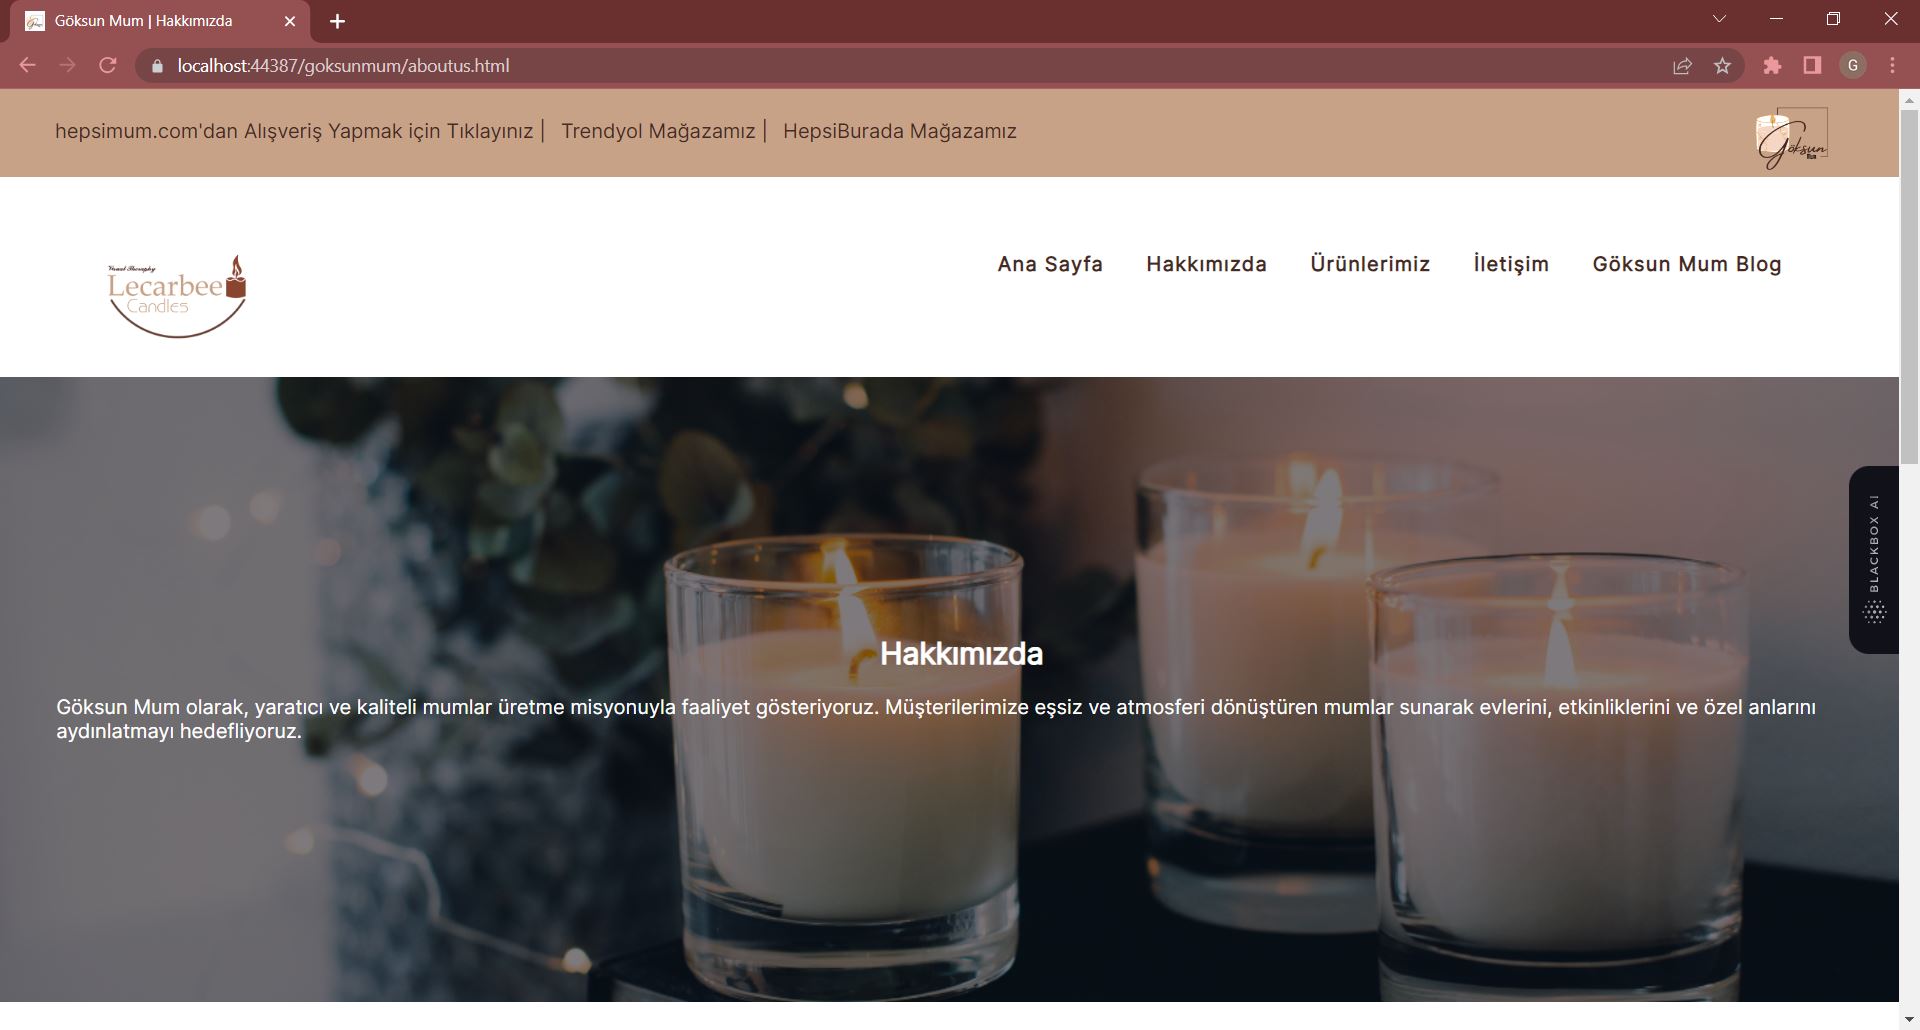 Göksun Mum | Hakkımızda
localhost:44387/goksunmum/aboutus.html
G
hepsimum.com'dan Alışveriş Yapmak için Tıklayınız | Trendyol Mağazamız | HepsiBurada Mağazamız
Göksun
Mum
Visual Theraphy
Lecarbee
Candles
Ana Sayfa Hakkımızda Ürünlerimiz İletişim Göksun Mum Blog
BLACKBOX AI
Hakkımızda
Göksun Mum olarak, yaratıcı ve kaliteli mumlar üretme misyonuyla faaliyet gösteriyoruz. Müşterilerimize eşsiz ve atmosferi dönüştüren mumlar sunarak evlerini, etkinliklerini ve özel anlarını
aydınlatmayı hedefliyoruz.